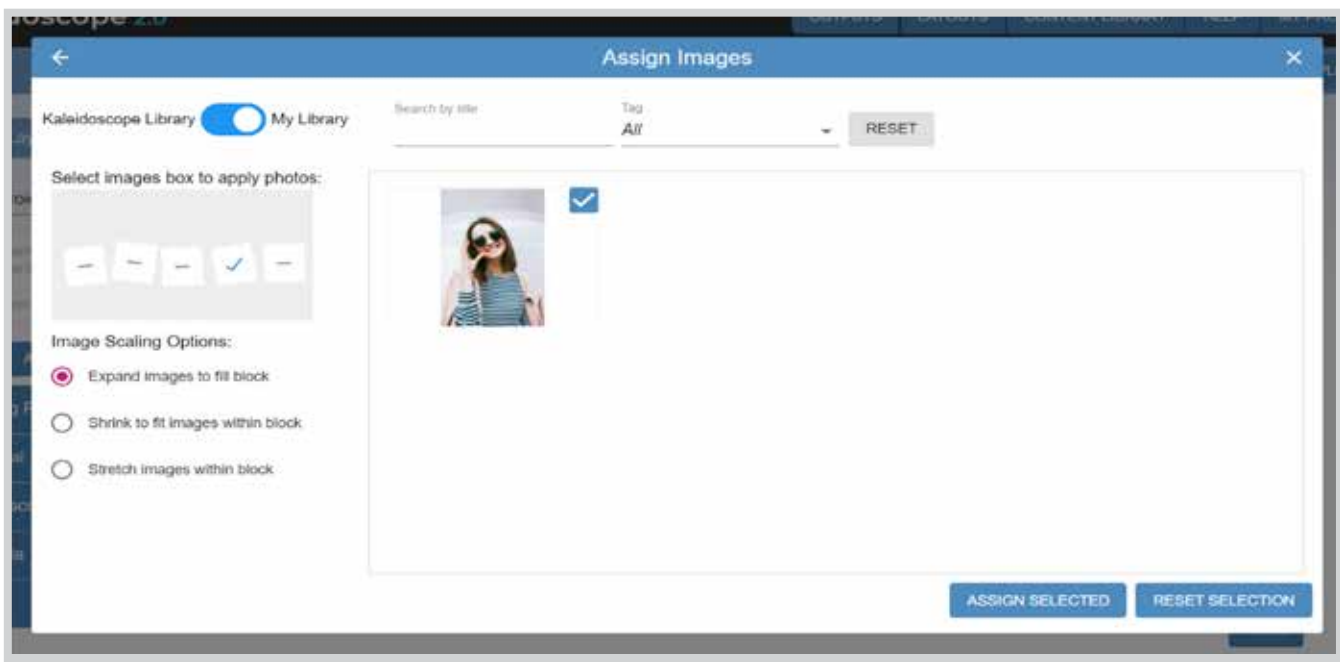 Assign Images
Kaleidoscope Library
My Library
Search by title
Tag
All
RESET
Select images box to apply photos:
Image Scaling Options:
Expand images to fill block
Shrink to fit images within block
Stretch images within block
ASSIGN SELECTED
RESET SELECTION